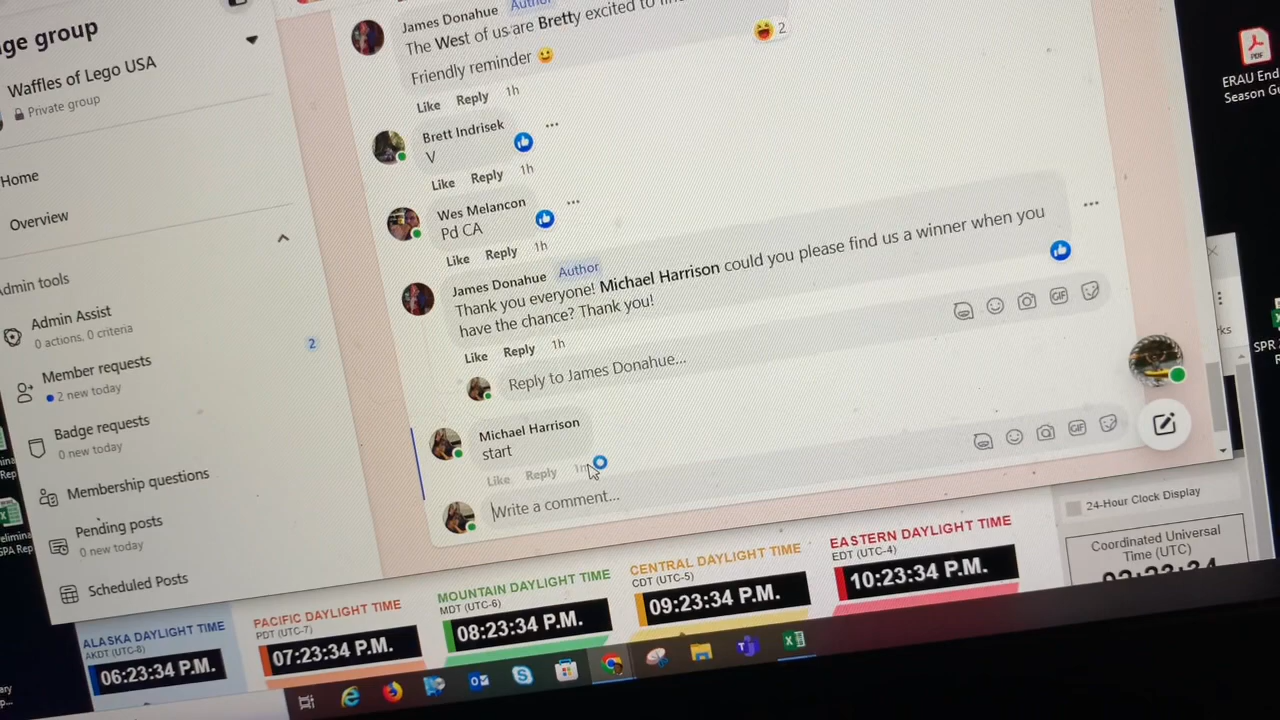 ge group
Waffles of Lego USA
Private group
Home
Overview
Admin tools
Admin Assist
0 actions, 0 criteria
Member requests
2 new today
2
Badge requests
0 new today
Membership questions
Pending posts
0 new today
Scheduled Posts
James Donahue Author
The West of us are Bretty excited to
Friendly reminder
2
Like Reply 1h
Brett Indrisek
V
Like Reply 1h
Wes Melancon
Pd CA
Like Reply 1h
James Donahue Author
Thank you everyone! Michael Harrison could you please find us a winner when you
have the chance? Thank you!
GIF
Like Reply 1h
Reply to James Donahue...
Michael Harrison
start
Like Reply 1m
GIF
Write a comment...
ERAU End
Season Gu
SPR
24-Hour Clock Display
Coordinated Universal
Time (UTC)
ALASKA DAYLIGHT TIME
AKDT (UTC-8)
06:23:34 P.M.
PACIFIC DAYLIGHT TIME
PDT (UTC-7)
07:23:34 P.M.
MOUNTAIN DAYLIGHT TIME
MDT (UTC-6)
08:23:34 P.M.
CENTRAL DAYLIGHT TIME
CDT (UTC-5)
09:23:34 P.M.
EASTERN DAYLIGHT TIME
EDT (UTC-4)
10:23:34 P.M.